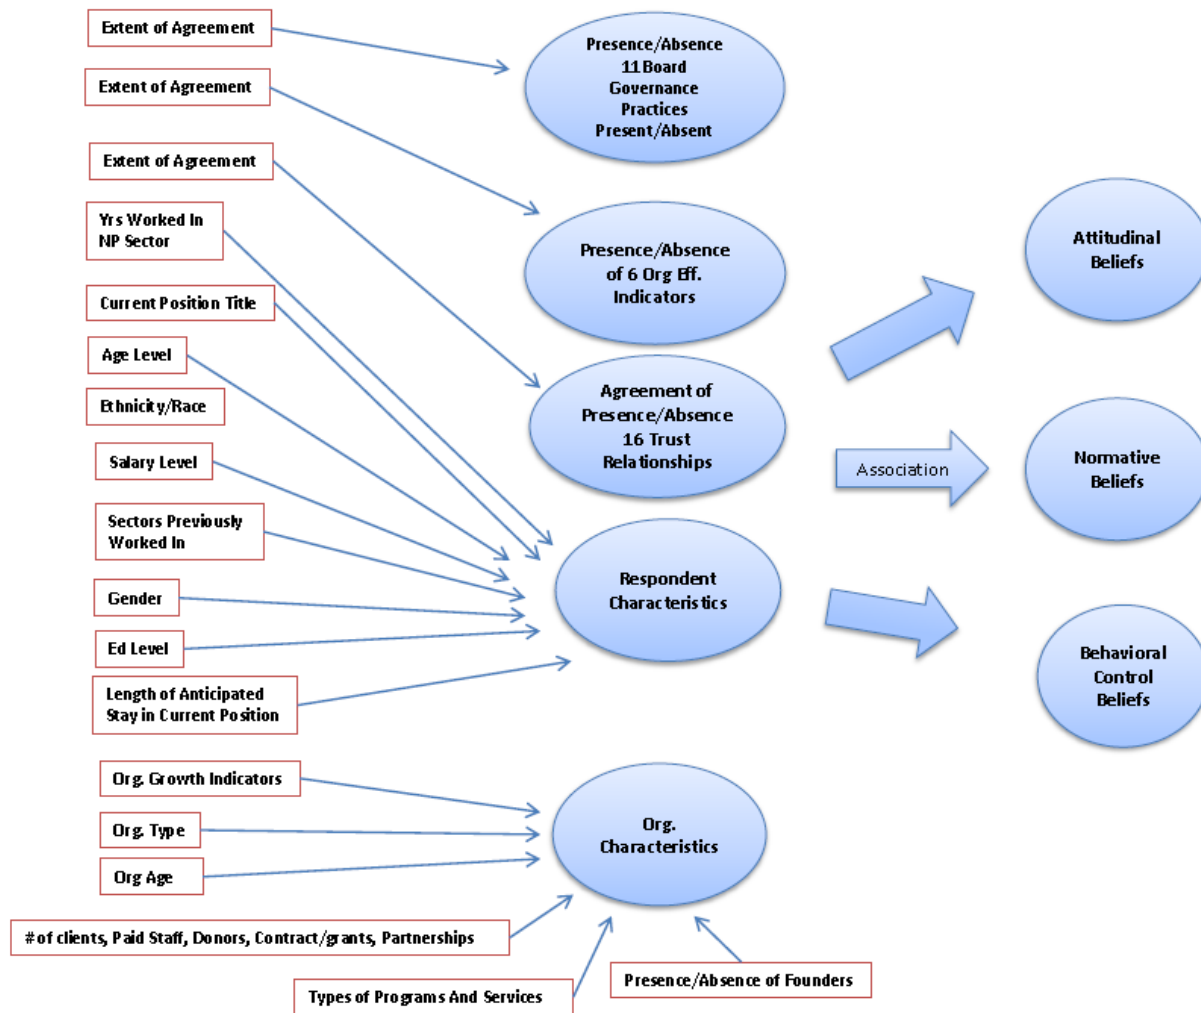 Extent of Agreement
Extent of Agreement
Extent of Agreement
Yrs Worked In
NP Sector
Current Position Title
Age Level
Ethnicity/Race
Salary Level
Sectors Previously
Worked In
Gender
Ed Level
Length of Anticipated
Stay in Current Position
Org. Growth Indicators
Org. Type
Org Age
# of clients, Paid Staff, Donors, Contract/grants, Partnerships
Types of Programs And Services
Presence/Absence of Founders
Presence/Absence
11Board
Governance
Practices
Present/Absent
Presence/Absence
of 6 Org Eff.
Indicators
Agreement of
Presence/Absence
16 Trust
Relationships
Respondent
Characteristics
Org.
Characteristics
Association
Attitudinal
Beliefs
Normative
Beliefs
Behavioral
Control
Beliefs